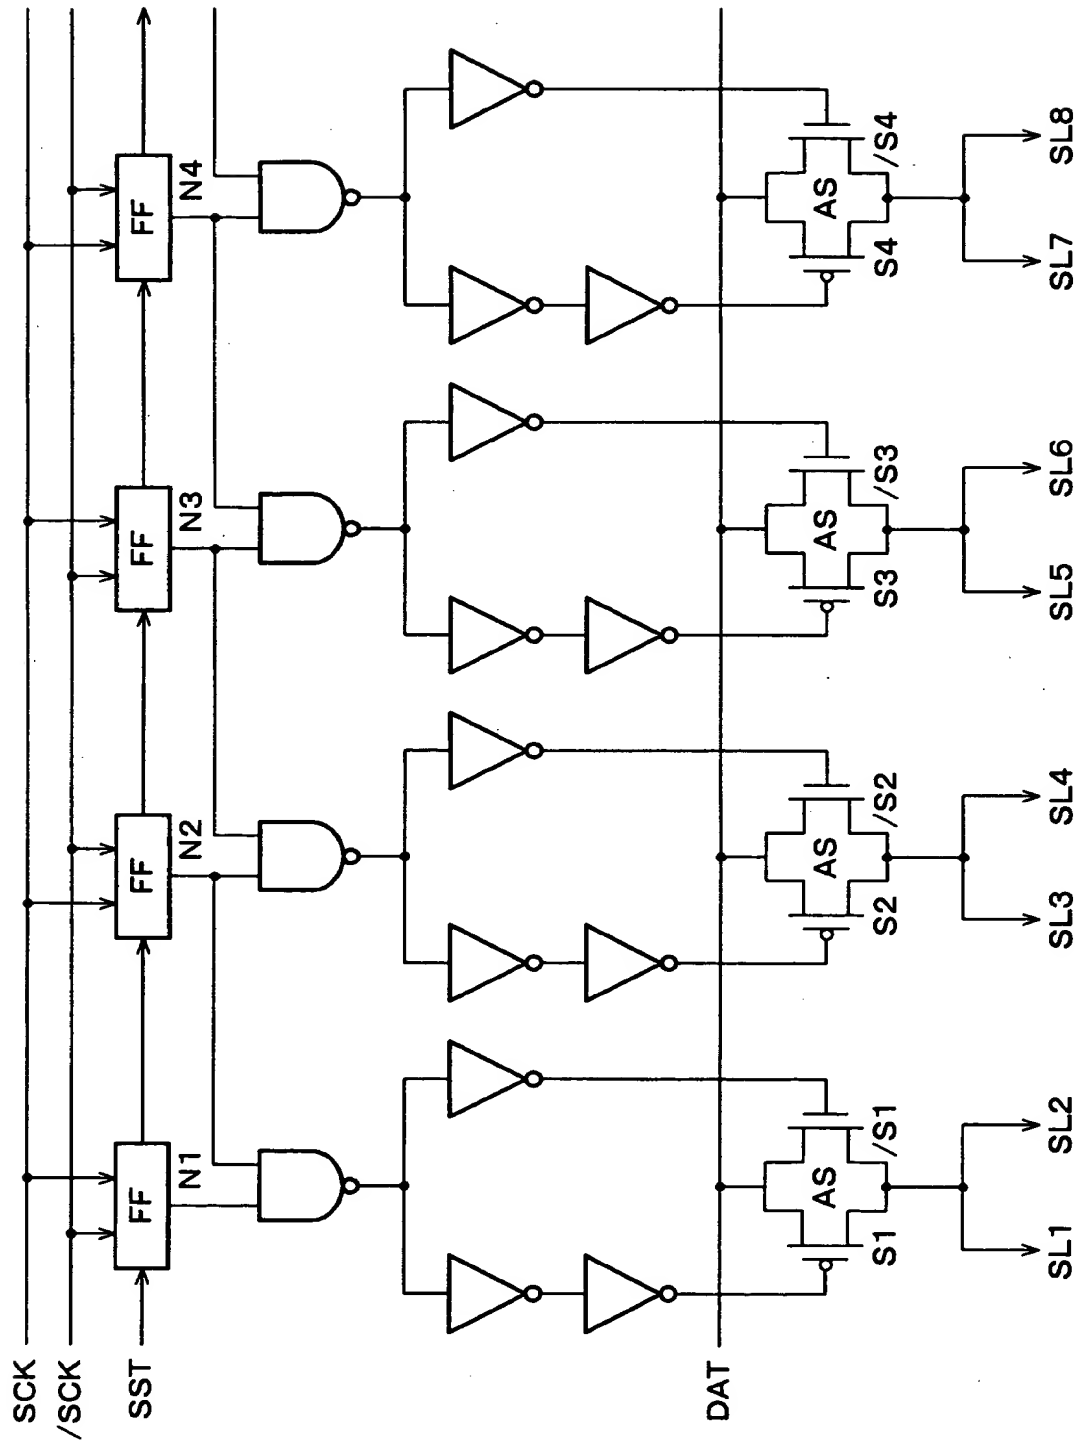 SCK
/SCK
SST
FF
FF
FF
FF
N1
N2
N3
N4
DAT
AS
AS
AS
AS
S1
/S1
S2
/S2
S3
/S3
S4
/S4
SL1
SL2
SL3
SL4
SL5
SL6
SL7
SL8